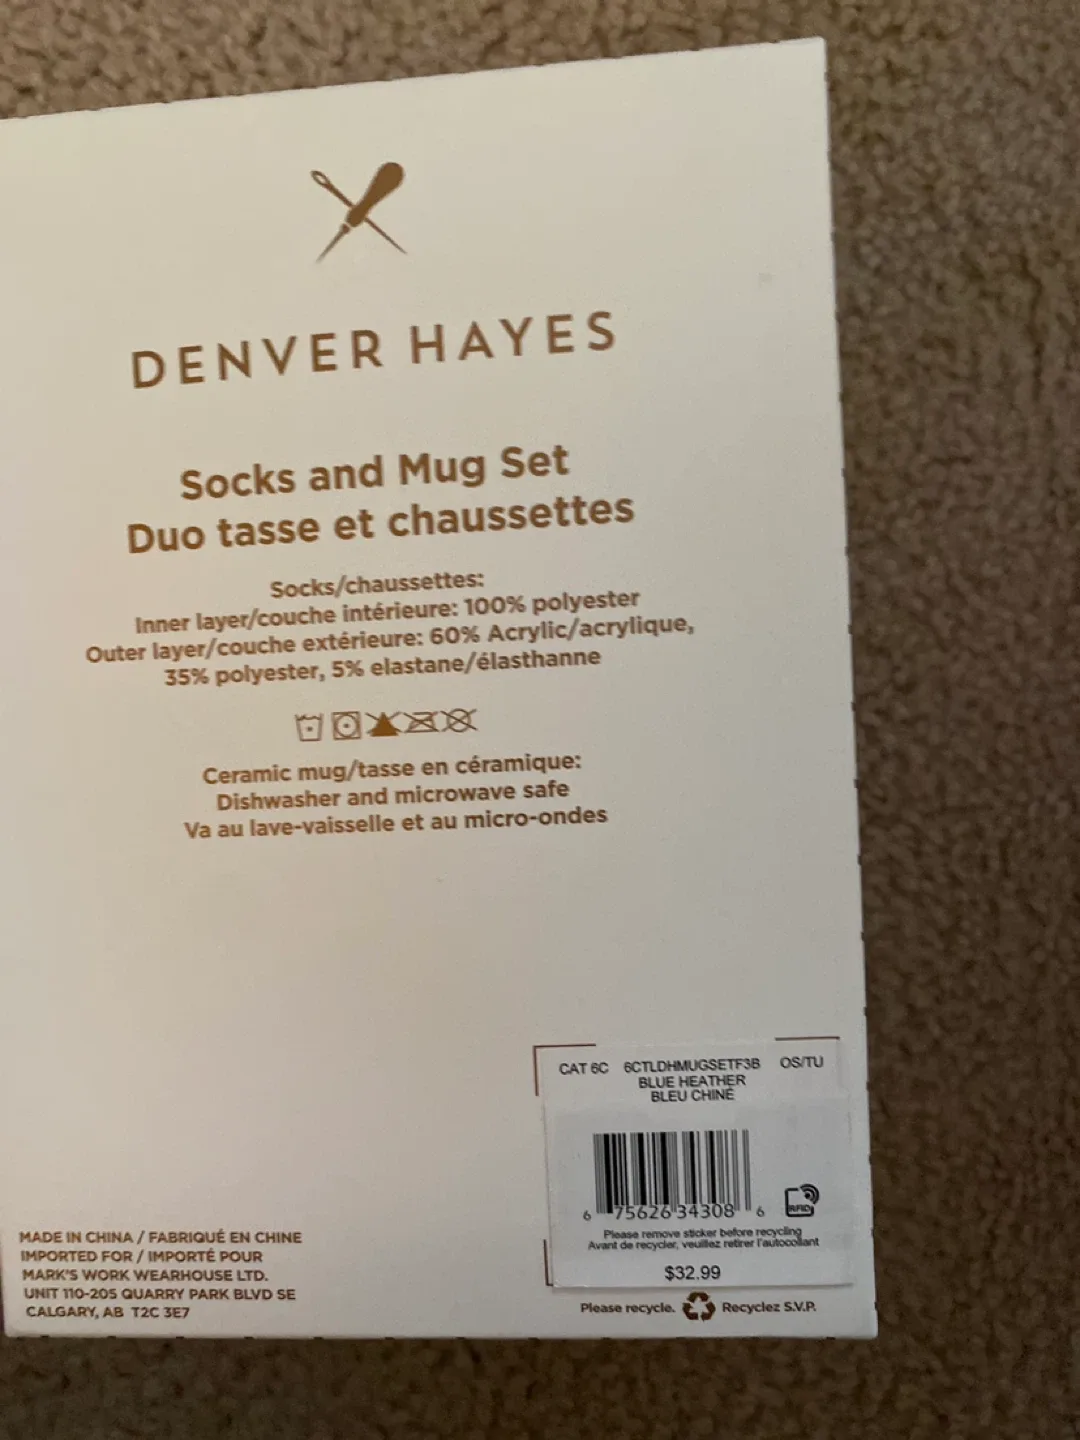 DENVER HAYES
Socks and Mug Set
Duo tasse et chaussettes
Socks/chaussettes:
Inner layer/couche intérieure: 100% polyester
Outer layer/couche extérieure: 60% Acrylic/acrylique,
35% polyester, 5% elastane/élasthanne
Ceramic mug/tasse en céramique:
Dishwasher and microwave safe
Va au lave-vaisselle et au micro-ondes
CAT 6C 6CTLDHMUGSETF3B OS/TU
BLUE HEATHER
BLEU CHINÉ
6 75626 34308 6
RFID
Please remove sticker before recycling
Avant de recycler, veuillez retirer l'autocollant
$32.99
Please recycle. Recyclez S.V.P.
MADE IN CHINA / FABRIQUÉ EN CHINE
IMPORTED FOR / IMPORTÉ POUR
MARK'S WORK WEARHOUSE LTD.
UNIT 110-205 QUARRY PARK BLVD SE
CALGARY, AB T2C 3E7